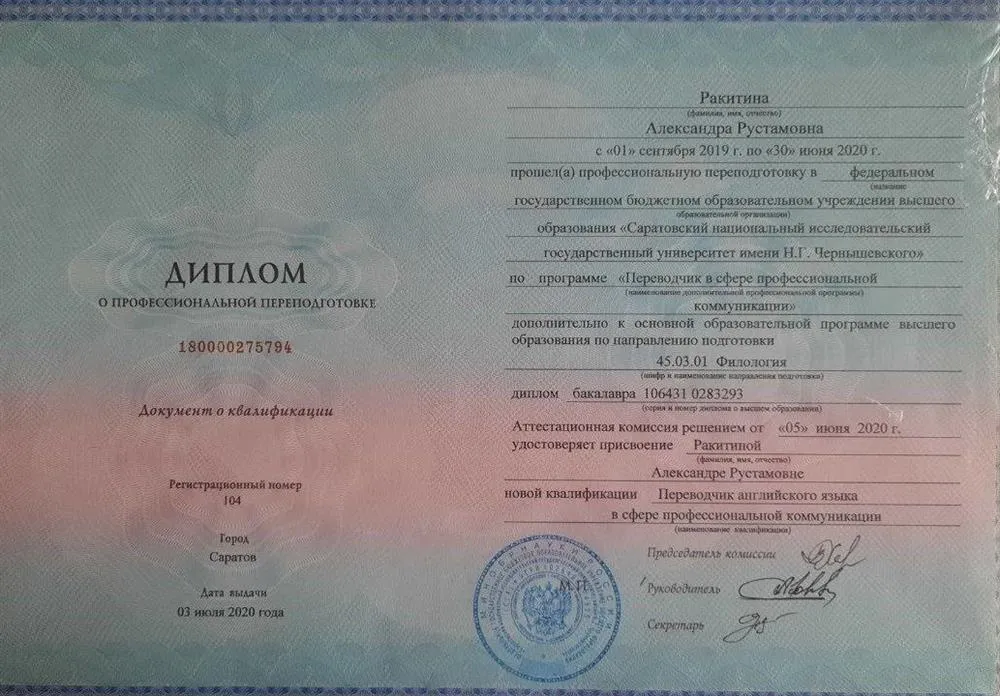 ДИПЛОМ
О ПРОФЕССИОНАЛЬНОЙ ПЕРЕПОДГОТОВКЕ
180000275794
Документ о квалификации
Регистрационный номер
104
Город
Саратов
Дата выдачи
03 июля 2020 года
Ракитина
(фамилия, имя, отчество)
Александра Рустамовна
с «01» сентября 2019 г. по «30» июня 2020 г.
прошел(а) профессиональную переподготовку в федеральном
(название
государственном бюджетном образовательном учреждении высшего
образовательной организации)
образования «Саратовский национальный исследовательский
государственный университет имени Н.Г. Чернышевского»
по программе «Переводчик в сфере профессиональной
(наименование дополнительной профессиональной программы)
коммуникации»
дополнительно к основной образовательной программе высшего
образования по направлению подготовки
45.03.01 Филология
(шифр и наименование направления подготовки)
диплом бакалавра 106431 0283293
(серия и номер диплома о высшем образовании)
Аттестационная комиссия решением от «05» июня 2020 г.
удостоверяет присвоение Ракитиной
(фамилия, имя, отчество)
Александре Рустамовне
новой квалификации Переводчик английского языка
в сфере профессиональной коммуникации
(наименование квалификации)
Председатель комиссии
М.П.
Руководитель
Секретарь
МИНОБРНАУКИ РОССИИ